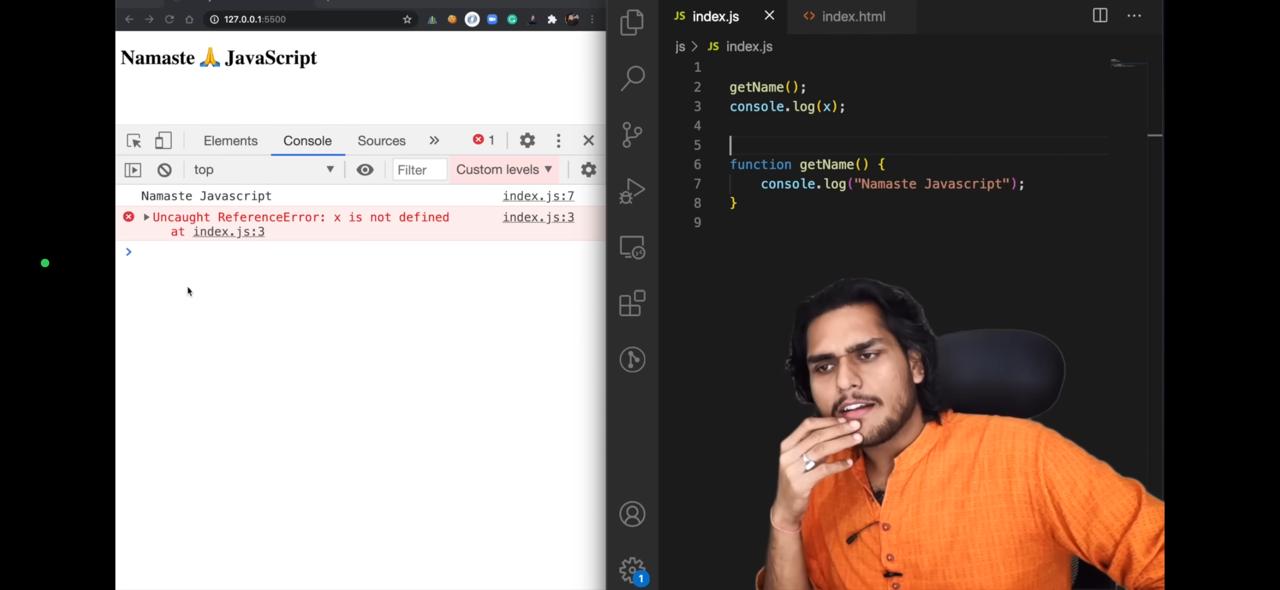 127.0.0.1:5500
Namaste 🙏 JavaScript
Elements Console Sources 1
top Filter Custom levels
Namaste Javascript index.js:7
Uncaught ReferenceError: x is not defined index.js:3
at index.js:3
>
JS index.js index.html
js > JS index.js
1
2 getName();
3 console.log(x);
4
5
6 function getName() {
7 console.log("Namaste Javascript");
8 }
9
1